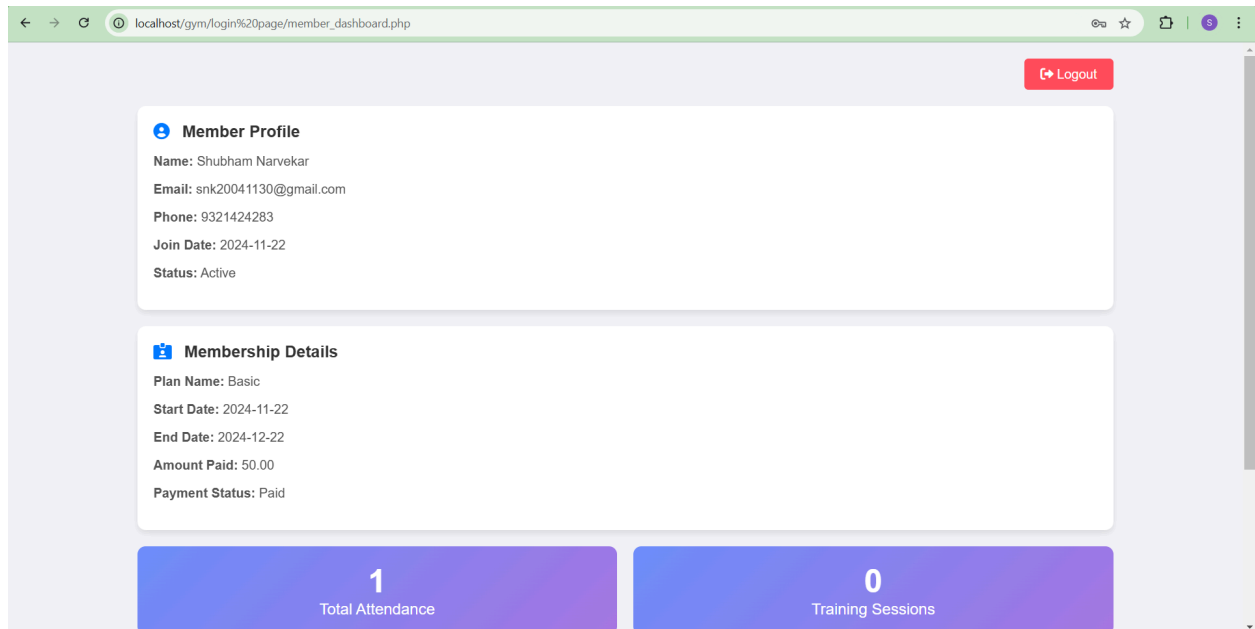 localhost/gym/login%20page/member_dashboard.php
S
Logout
Member Profile
Name: Shubham Narvekar
Email: snk20041130@gmail.com
Phone: 9321424283
Join Date: 2024-11-22
Status: Active
Membership Details
Plan Name: Basic
Start Date: 2024-11-22
End Date: 2024-12-22
Amount Paid: 50.00
Payment Status: Paid
1
Total Attendance
0
Training Sessions